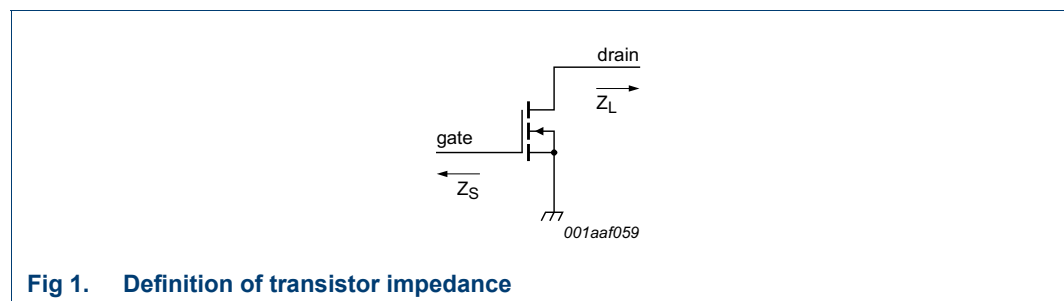 drain
Z_L
gate
Z_S
001aaf059
Fig 1. Definition of transistor impedance